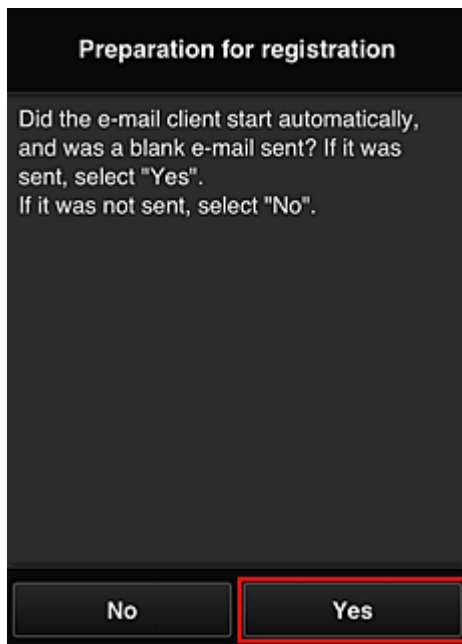 Preparation for registration
Did the e-mail client start automatically,
and was a blank e-mail sent? If it was
sent, select "Yes".
If it was not sent, select "No".
No
Yes